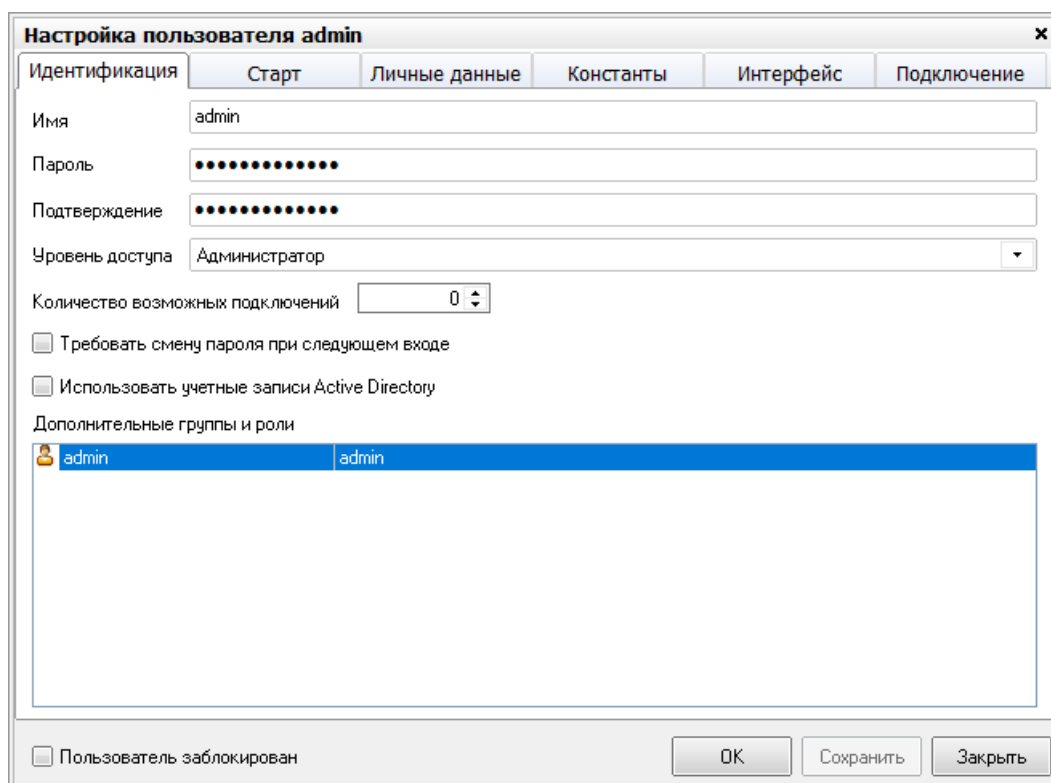 Настройка пользователя admin
Идентификация Старт Личные данные Константы Интерфейс Подключение
Имя admin
Пароль •••••••••••••
Подтверждение •••••••••••••
Уровень доступа Администратор
Количество возможных подключений 0
Требовать смену пароля при следующем входе
Использовать учетные записи Active Directory
Дополнительные группы и роли
admin admin
Пользователь заблокирован OK Сохранить Закрыть